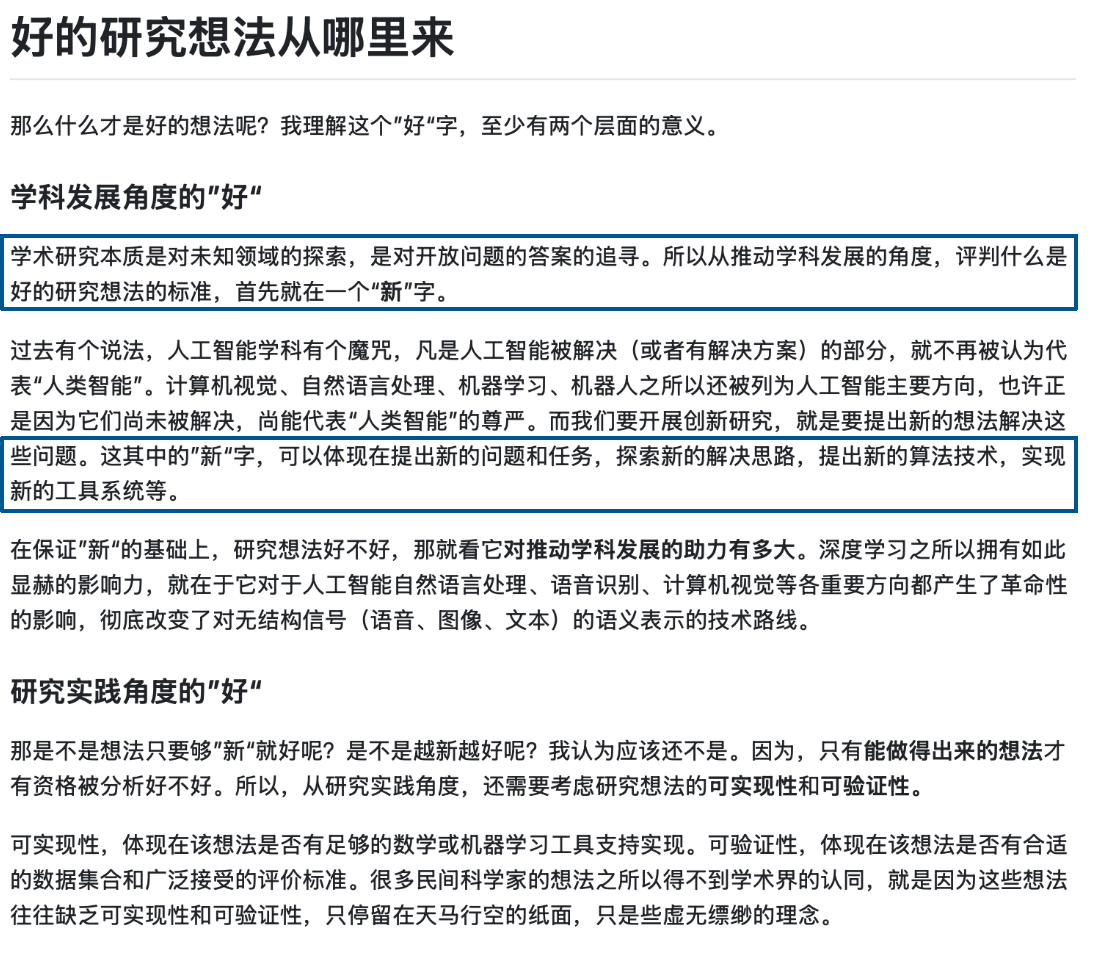 好的研究想法从哪里来
那么什么才是好的想法呢？我理解这个”好“字，至少有两个层面的意义。
学科发展角度的”好“
学术研究本质是对未知领域的探索，是对开放问题的答案的追寻。所以从推动学科发展的角度，评判什么是
好的研究想法的标准，首先就在一个“新”字。
过去有个说法，人工智能学科有个魔咒，凡是人工智能被解决（或者有解决方案）的部分，就不再被认为代
表“人类智能”。计算机视觉、自然语言处理、机器学习、机器人之所以还被列为人工智能主要方向，也许正
是因为它们尚未被解决，尚能代表“人类智能”的尊严。而我们要开展创新研究，就是要提出新的想法解决这
些问题。这其中的”新“字，可以体现在提出新的问题和任务，探索新的解决思路，提出新的算法技术，实现
新的工具系统等。
在保证”新“的基础上，研究想法好不好，那就看它对推动学科发展的助力有多大。深度学习之所以拥有如此
显赫的影响力，就在于它对于人工智能自然语言处理、语音识别、计算机视觉等各重要方向都产生了革命性
的影响，彻底改变了对无结构信号（语音、图像、文本）的语义表示的技术路线。
研究实践角度的”好“
那是不是想法只要够”新“就好呢？是不是越新越好呢？我认为应该还不是。因为，只有能做得出来的想法才
有资格被分析好不好。所以，从研究实践角度，还需要考虑研究想法的可实现性和可验证性。
可实现性，体现在该想法是否有足够的数学或机器学习工具支持实现。可验证性，体现在该想法是否有合适
的数据集合和广泛接受的评价标准。很多民间科学家的想法之所以得不到学术界的认同，就是因为这些想法
往往缺乏可实现性和可验证性，只停留在天马行空的纸面，只是些虚无缥缈的理念。